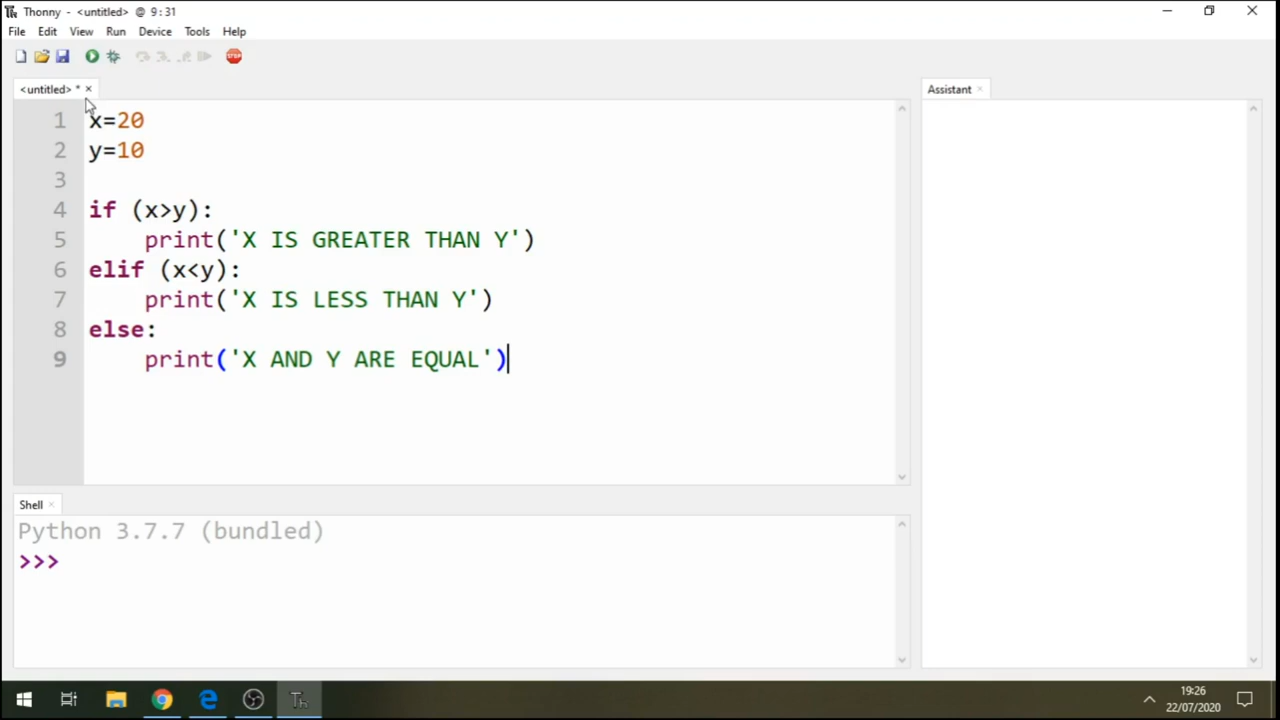 Thonny - <untitled> @ 9:31
File Edit View Run Device Tools Help
STOP
<untitled> * ×
Assistant ×
1 x=20
2 y=10
3
4 if (x>y):
5     print('X IS GREATER THAN Y')
6 elif (x<y):
7     print('X IS LESS THAN Y')
8 else:
9     print('X AND Y ARE EQUAL')
Shell ×
Python 3.7.7 (bundled)
>>>
19:26
22/07/2020